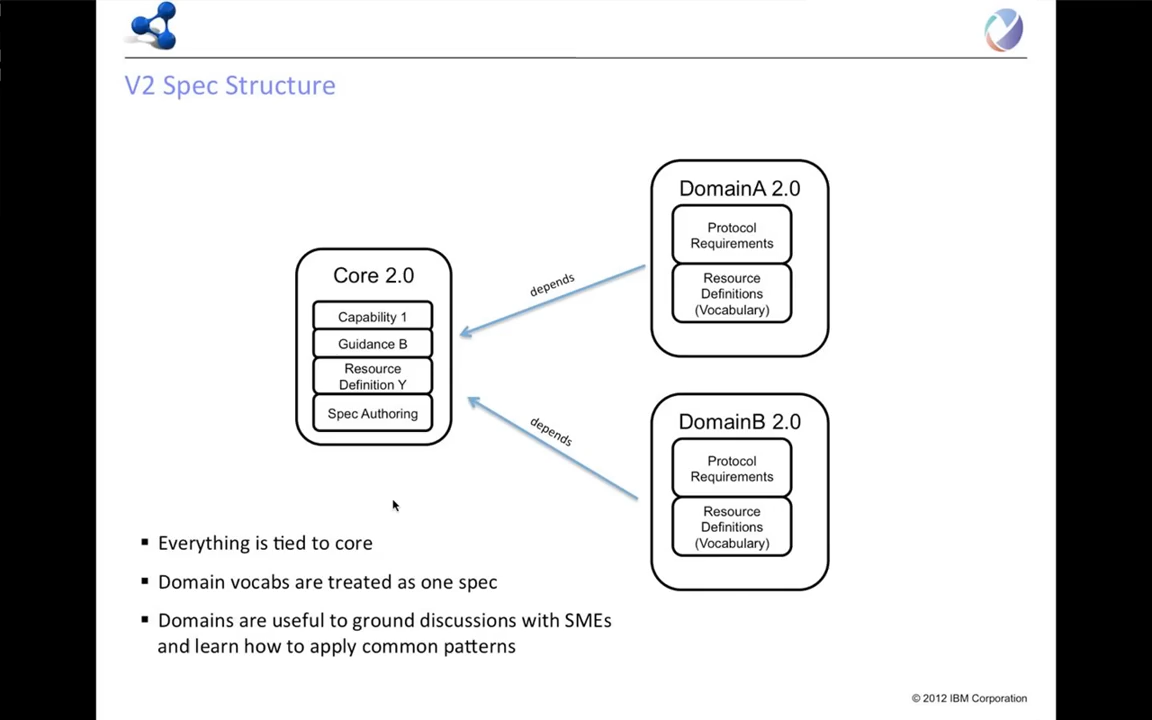 V2 Spec Structure
DomainA 2.0
Protocol
Requirements
Resource
Definitions
(Vocabulary)
depends
Core 2.0
Capability 1
Guidance B
Resource
Definition Y
Spec Authoring
depends
DomainB 2.0
Protocol
Requirements
Resource
Definitions
(Vocabulary)
▪ Everything is tied to core
▪ Domain vocabs are treated as one spec
▪ Domains are useful to ground discussions with SMEs
and learn how to apply common patterns
© 2012 IBM Corporation